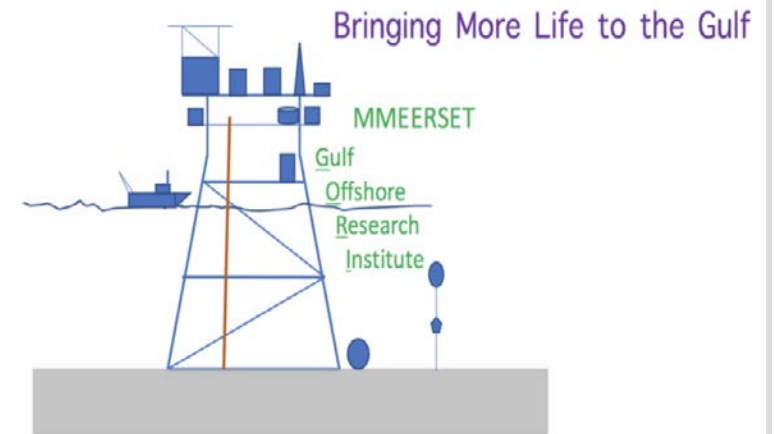 Bringing More Life to the Gulf
MMEERSET
Gulf
Offshore
Research
Institute